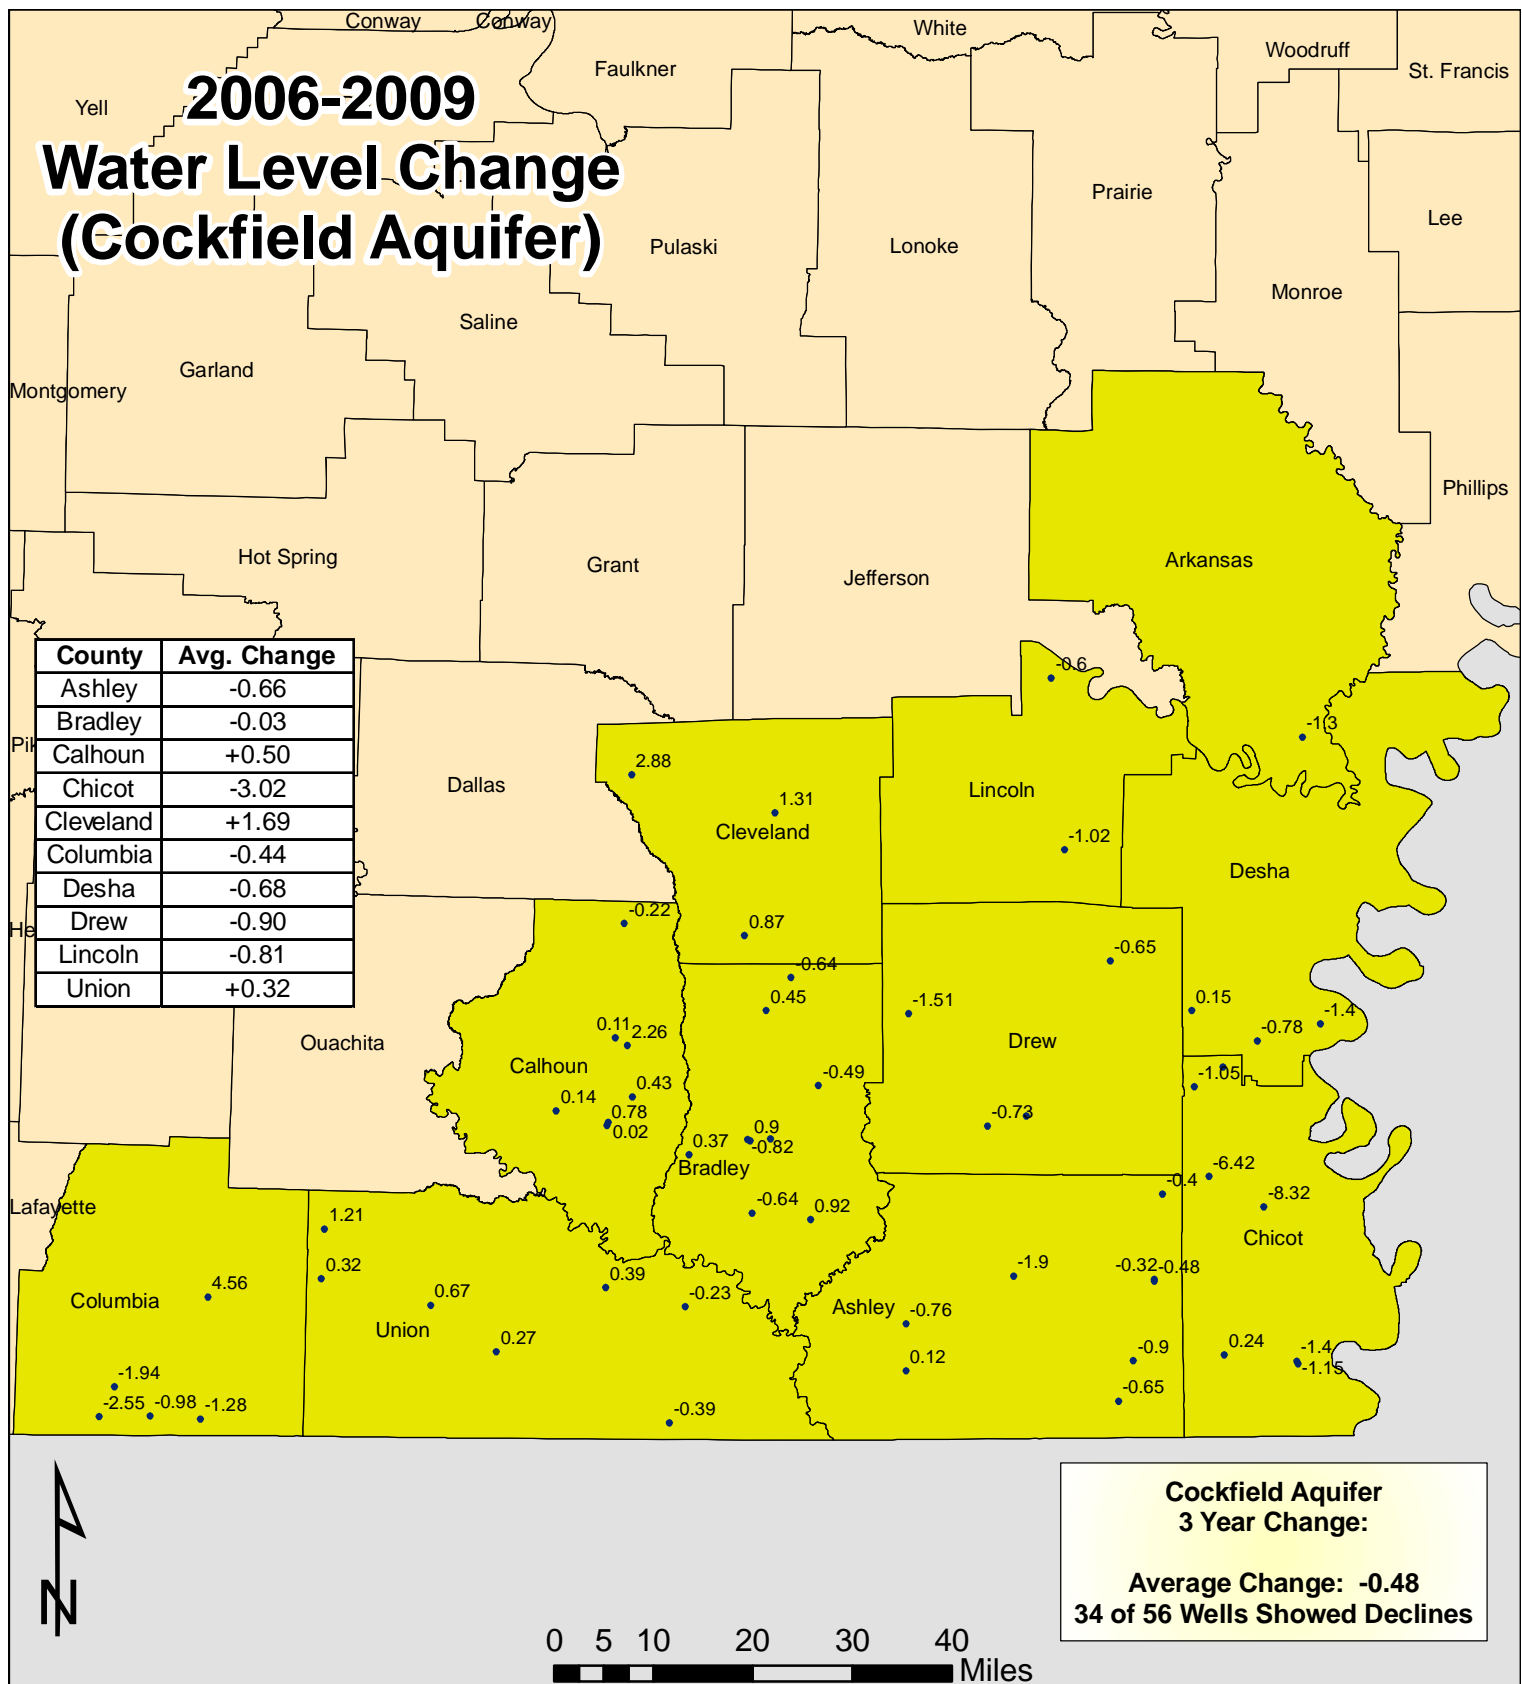 Conway
Conway
White
Woodruff
Faulkner
St. Francis
Yell
2006-2009
Water Level Change
(Cockfield Aquifer)
Prairie
Lee
Pulaski
Lonoke
Monroe
Saline
Garland
Montgomery
Phillips
Hot Spring
Grant
Jefferson
Arkansas
County Avg. Change
Ashley -0.66
Bradley -0.03
Calhoun +0.50
Chicot -3.02
Cleveland +1.69
Columbia -0.44
Desha -0.68
Drew -0.90
Lincoln -0.81
Union +0.32
Pik
He
-0.6
-1.3
2.88
Dallas
Lincoln
1.31
Cleveland
-1.02
Desha
-0.22
0.87
-0.65
-0.64
0.45
-1.51
0.15
-1.4
-0.78
0.11
2.26
Ouachita
Drew
Calhoun
-1.05
-0.49
0.43
0.14
0.78
0.02
-0.73
0.9
-0.82
0.37
Bradley
-6.42
-0.4
-8.32
Lafayette
-0.64
0.92
1.21
Chicot
0.32
-1.9
-0.32
-0.48
0.39
4.56
Columbia
0.67
-0.23
Ashley
-0.76
Union
0.27
0.12
-0.9
0.24
-1.4
-1.15
-1.94
-2.55
-0.98
-1.28
-0.65
-0.39
N
Cockfield Aquifer
3 Year Change:
Average Change: -0.48
34 of 56 Wells Showed Declines
0 5 10 20 30 40
Miles